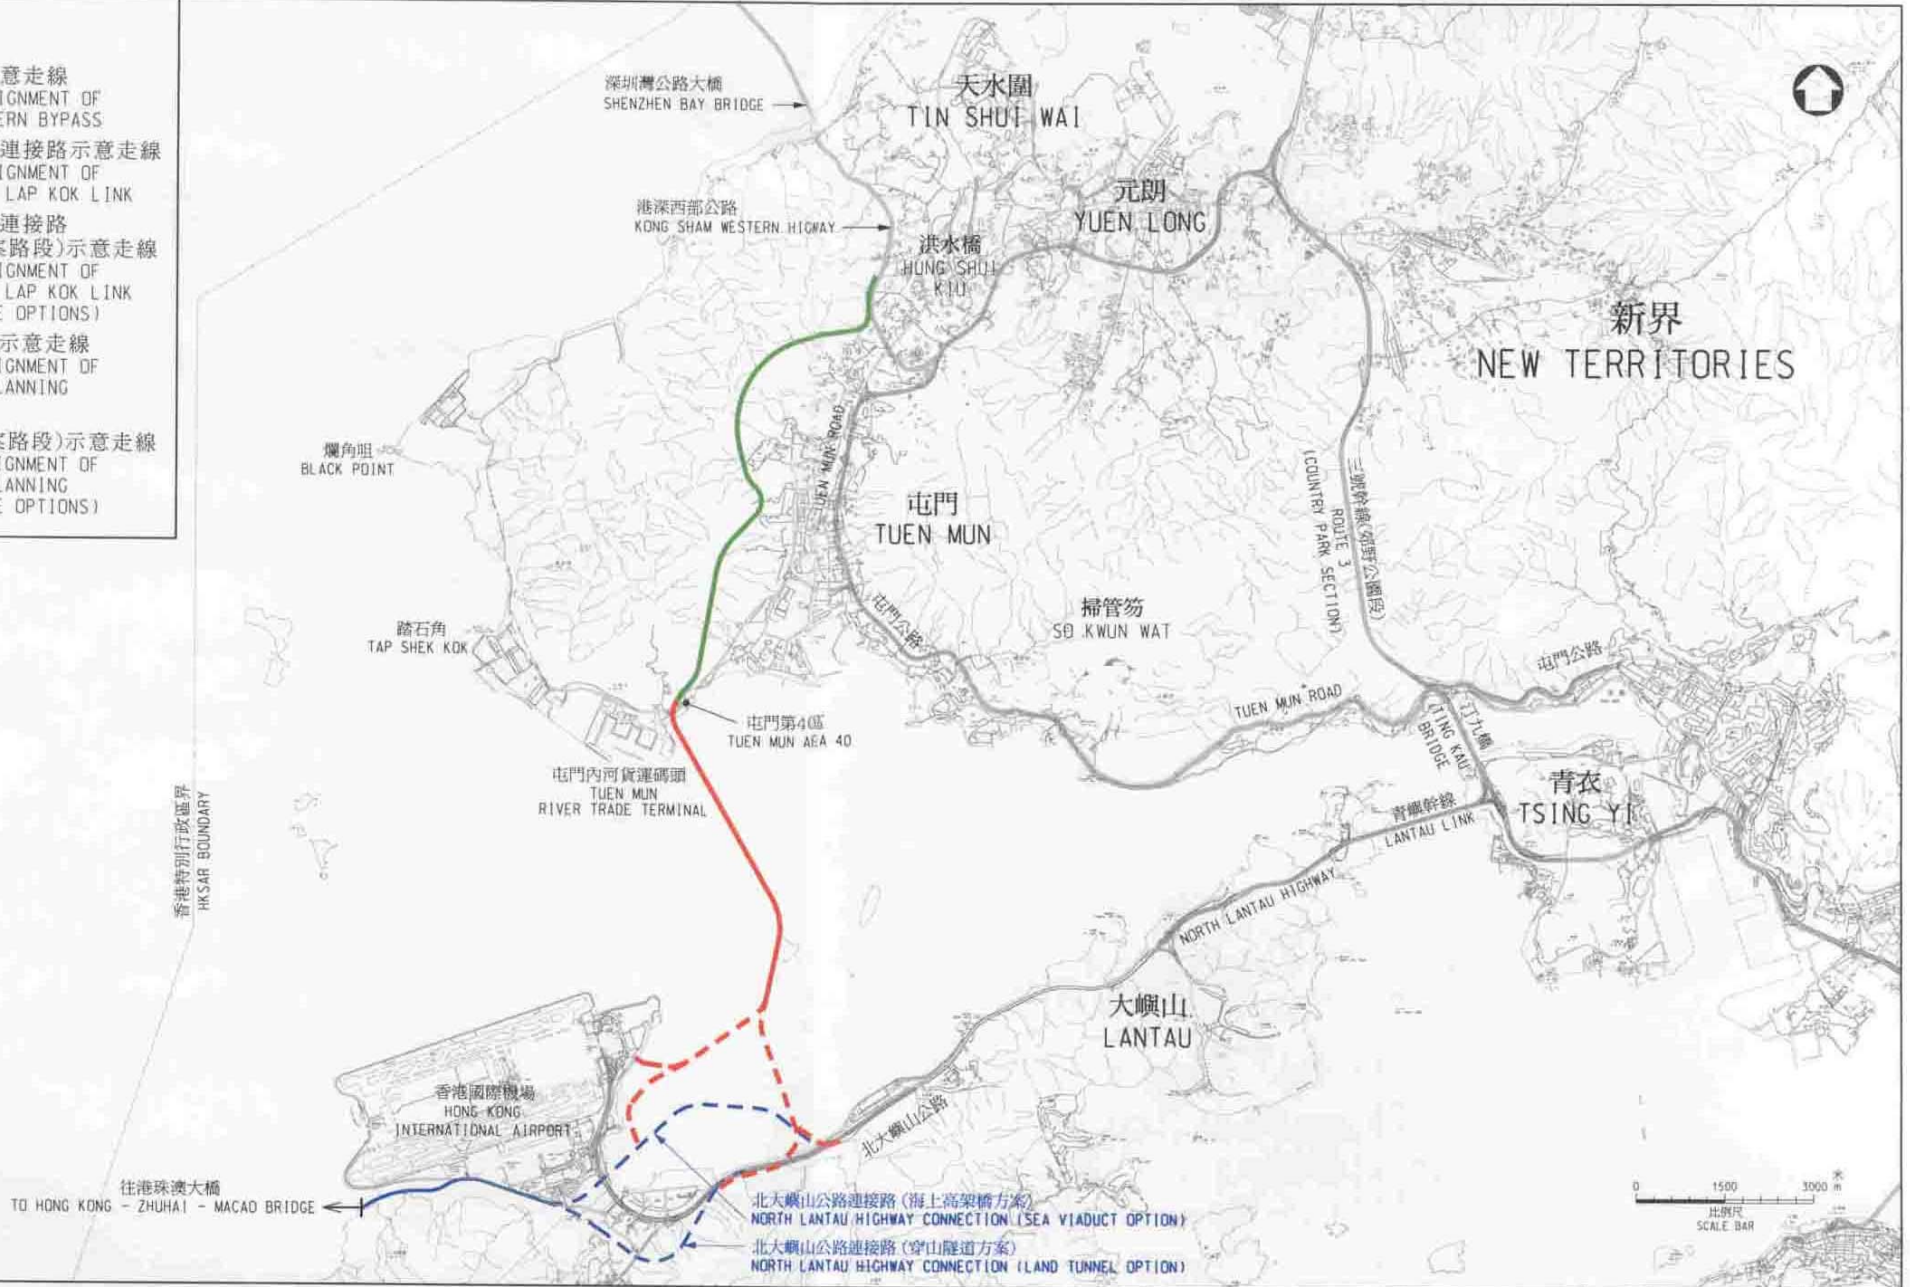 意走線
IGNMENT OF
ERN BYPASS
連接路示意走線
IGNMENT OF
LAP KOK LINK
連接路
路段)示意走線
IGNMENT OF
LAP KOK LINK
E OPTIONS)
示意走線
IGNMENT OF
LANNING
路段)示意走線
IGNMENT OF
LANNING
E OPTIONS)
深圳灣公路大橋
SHENZHEN BAY BRIDGE
天水圍
TIN SHUI WAI
港深西部公路
KONG SHAM WESTERN HIGWAY
元朗
YUEN LONG
洪水橋
HUNG SHUI
KIU
新界
NEW TERRITORIES
爛角咀
BLACK POINT
TUEN MUN ROAD
屯門
TUEN MUN
三號幹線(郊野公園段)
ROUTE 3
(COUNTRY PARK SECTION)
掃管笏
SO KWUN WAT
屯門公路
踏石角
TAP SHEK KOK
屯門公路
TUEN MUN ROAD
屯門第40區
TUEN MUN AEA 40
汀九橋
TING KAU
BRIDGE
屯門內河貨運碼頭
TUEN MUN
RIVER TRADE TERMINAL
青衣
TSING YI
青嶼幹線
LANTAU LINK
香港特別行政區界
HKSAR BOUNDARY
NORTH LANTAU HIGHWAY
大嶼山
LANTAU
香港國際機場
HONG KONG
INTERNATIONAL AIRPORT
北大嶼山公路
往港珠澳大橋
TO HONG KONG - ZHUHAI - MACAO BRIDGE
北大嶼山公路連接路 (海上高架橋方案)
NORTH LANTAU HIGHWAY CONNECTION (SEA VIADUCT OPTION)
北大嶼山公路連接路 (穿山隧道方案)
NORTH LANTAU HIGHWAY CONNECTION (LAND TUNNEL OPTION)
0 1500 3000 米 m
比例尺
SCALE BAR